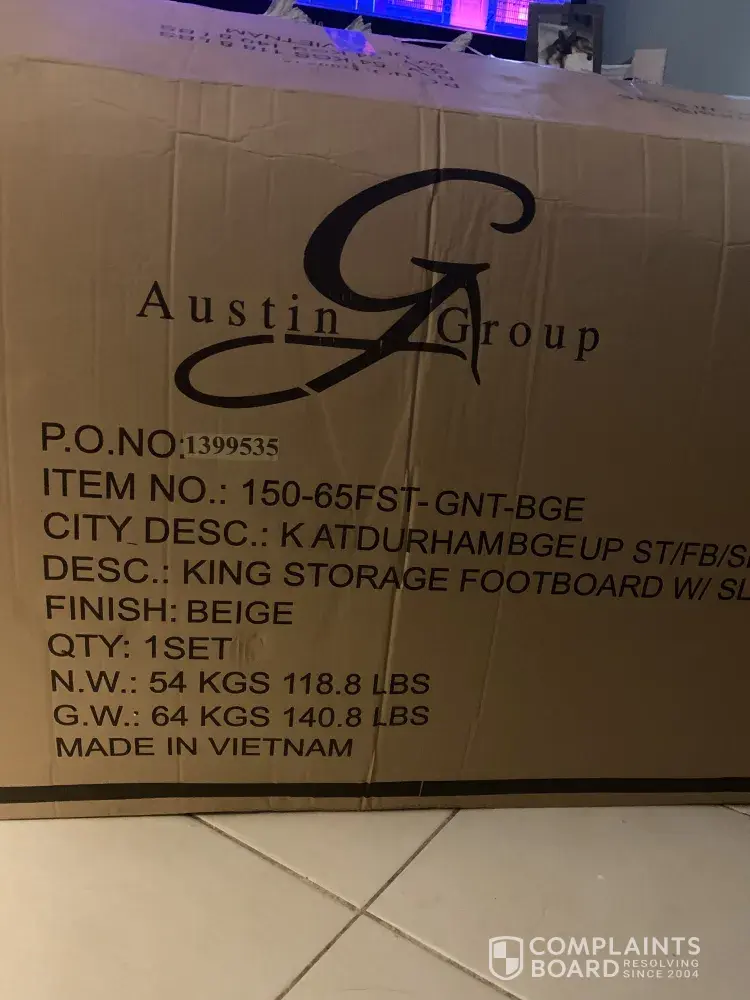 Austin Group
P.O.NO:1399535
ITEM NO.: 150-65FST-GNT-BGE
CITY DESC.: K ATDURHAMBGEUP ST/FB/S
DESC.: KING STORAGE FOOTBOARD W/ SL
FINISH: BEIGE
QTY: 1SET
N.W.: 54 KGS 118.8 LBS
G.W.: 64 KGS 140.8 LBS
MADE IN VIETNAM
COMPLAINTS
BOARD RESOLVING
SINCE 2004